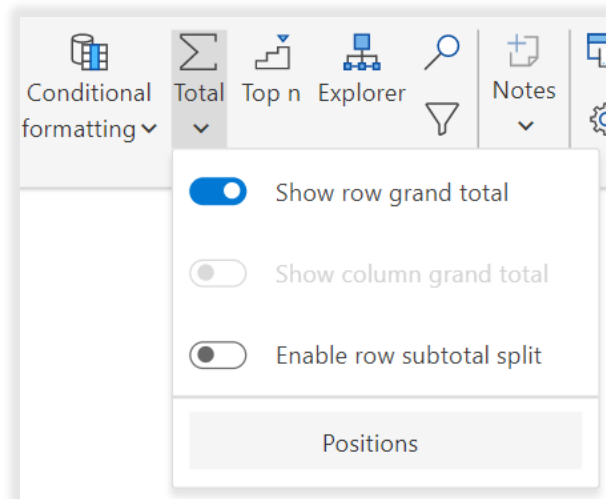 Conditional
formatting
Total
Top n
Explorer
Notes
Show row grand total
Show column grand total
Enable row subtotal split
Positions